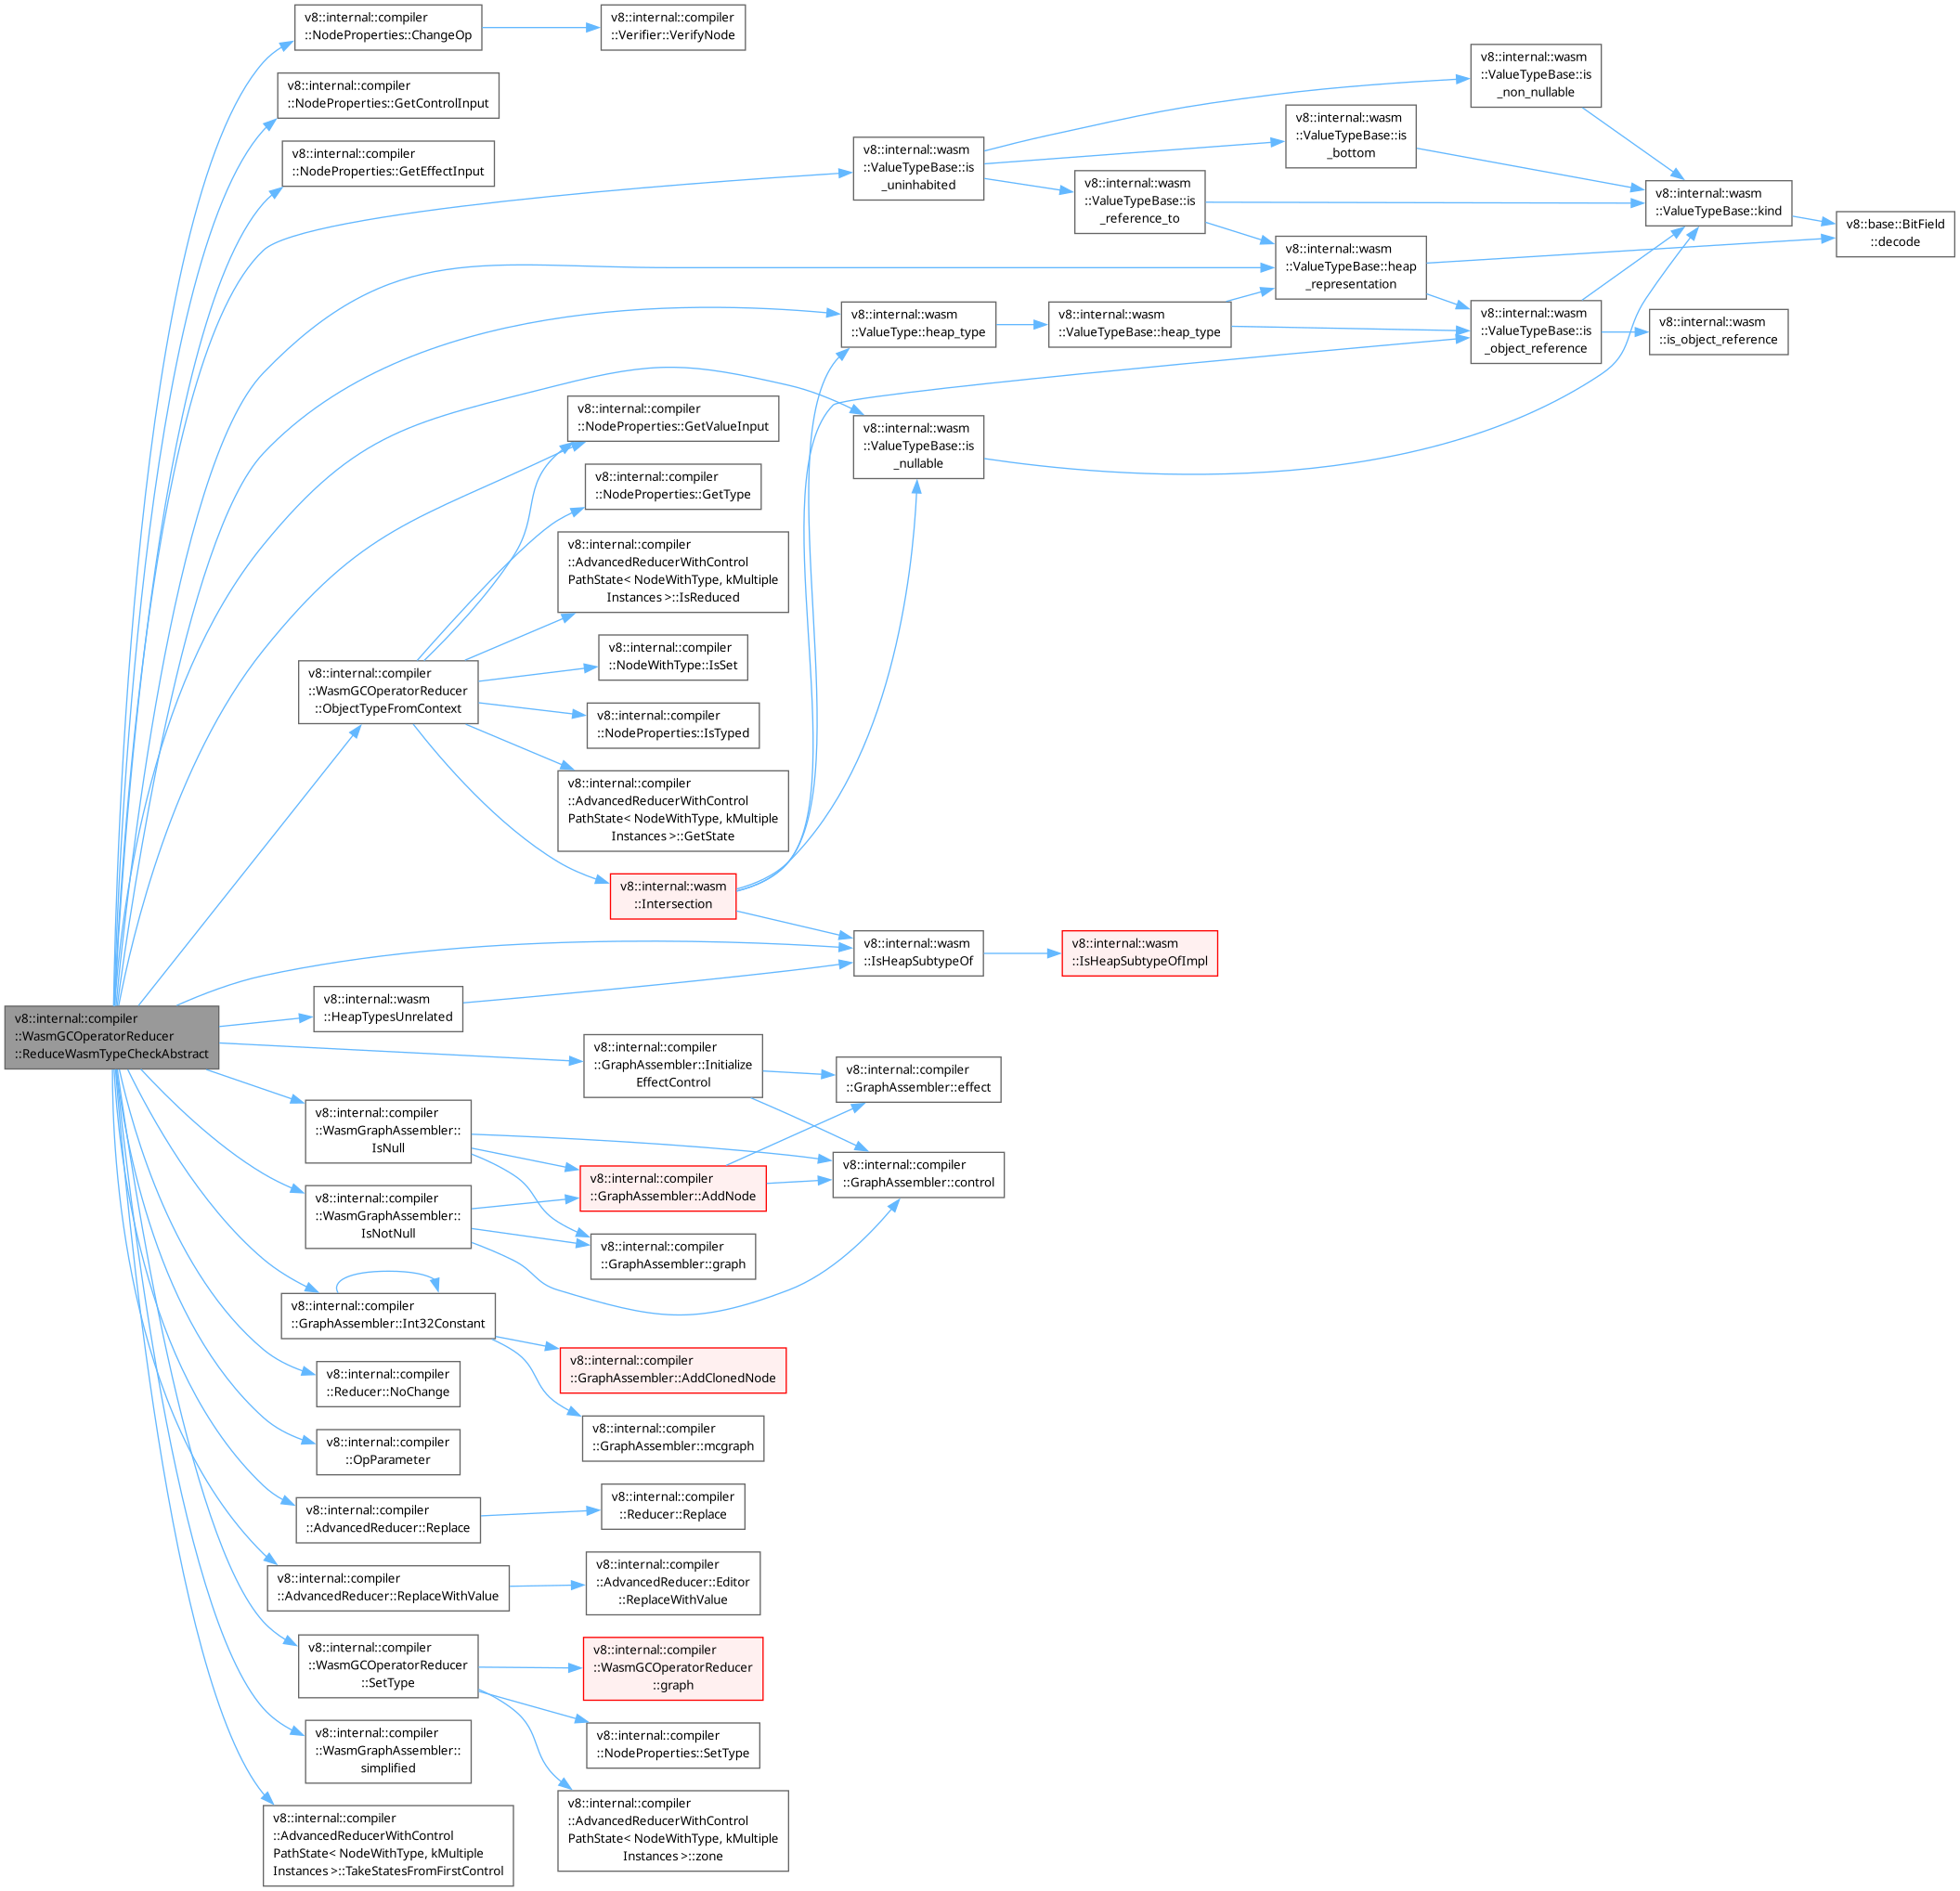 v8::internal::compiler
::WasmGCOperatorReducer
::ReduceWasmTypeCheckAbstract
v8::internal::compiler
::NodeProperties::ChangeOp
v8::internal::compiler
::Verifier::VerifyNode
v8::internal::compiler
::NodeProperties::GetControlInput
v8::internal::compiler
::NodeProperties::GetEffectInput
v8::internal::wasm
::ValueTypeBase::is
_uninhabited
v8::internal::wasm
::ValueTypeBase::is
_non_nullable
v8::internal::wasm
::ValueTypeBase::is
_bottom
v8::internal::wasm
::ValueTypeBase::is
_reference_to
v8::internal::wasm
::ValueTypeBase::kind
v8::base::BitField
::decode
v8::internal::wasm
::ValueTypeBase::heap
_representation
v8::internal::wasm
::ValueType::heap_type
v8::internal::wasm
::ValueTypeBase::heap_type
v8::internal::wasm
::ValueTypeBase::is
_object_reference
v8::internal::wasm
::is_object_reference
v8::internal::compiler
::NodeProperties::GetValueInput
v8::internal::wasm
::ValueTypeBase::is
_nullable
v8::internal::compiler
::NodeProperties::GetType
v8::internal::compiler
::AdvancedReducerWithControl
PathState< NodeWithType, kMultiple
Instances >::IsReduced
v8::internal::compiler
::NodeWithType::IsSet
v8::internal::compiler
::WasmGCOperatorReducer
::ObjectTypeFromContext
v8::internal::compiler
::NodeProperties::IsTyped
v8::internal::compiler
::AdvancedReducerWithControl
PathState< NodeWithType, kMultiple
Instances >::GetState
v8::internal::wasm
::Intersection
v8::internal::wasm
::IsHeapSubtypeOf
v8::internal::wasm
::IsHeapSubtypeOfImpl
v8::internal::wasm
::HeapTypesUnrelated
v8::internal::compiler
::GraphAssembler::Initialize
EffectControl
v8::internal::compiler
::GraphAssembler::effect
v8::internal::compiler
::WasmGraphAssembler::
IsNull
v8::internal::compiler
::GraphAssembler::AddNode
v8::internal::compiler
::GraphAssembler::control
v8::internal::compiler
::WasmGraphAssembler::
IsNotNull
v8::internal::compiler
::GraphAssembler::graph
v8::internal::compiler
::GraphAssembler::Int32Constant
v8::internal::compiler
::GraphAssembler::AddClonedNode
v8::internal::compiler
::Reducer::NoChange
v8::internal::compiler
::GraphAssembler::mcgraph
v8::internal::compiler
::OpParameter
v8::internal::compiler
::AdvancedReducer::Replace
v8::internal::compiler
::Reducer::Replace
v8::internal::compiler
::AdvancedReducer::ReplaceWithValue
v8::internal::compiler
::AdvancedReducer::Editor
::ReplaceWithValue
v8::internal::compiler
::WasmGCOperatorReducer
::SetType
v8::internal::compiler
::WasmGCOperatorReducer
::graph
v8::internal::compiler
::NodeProperties::SetType
v8::internal::compiler
::WasmGraphAssembler::
simplified
v8::internal::compiler
::AdvancedReducerWithControl
PathState< NodeWithType, kMultiple
Instances >::zone
v8::internal::compiler
::AdvancedReducerWithControl
PathState< NodeWithType, kMultiple
Instances >::TakeStatesFromFirstControl